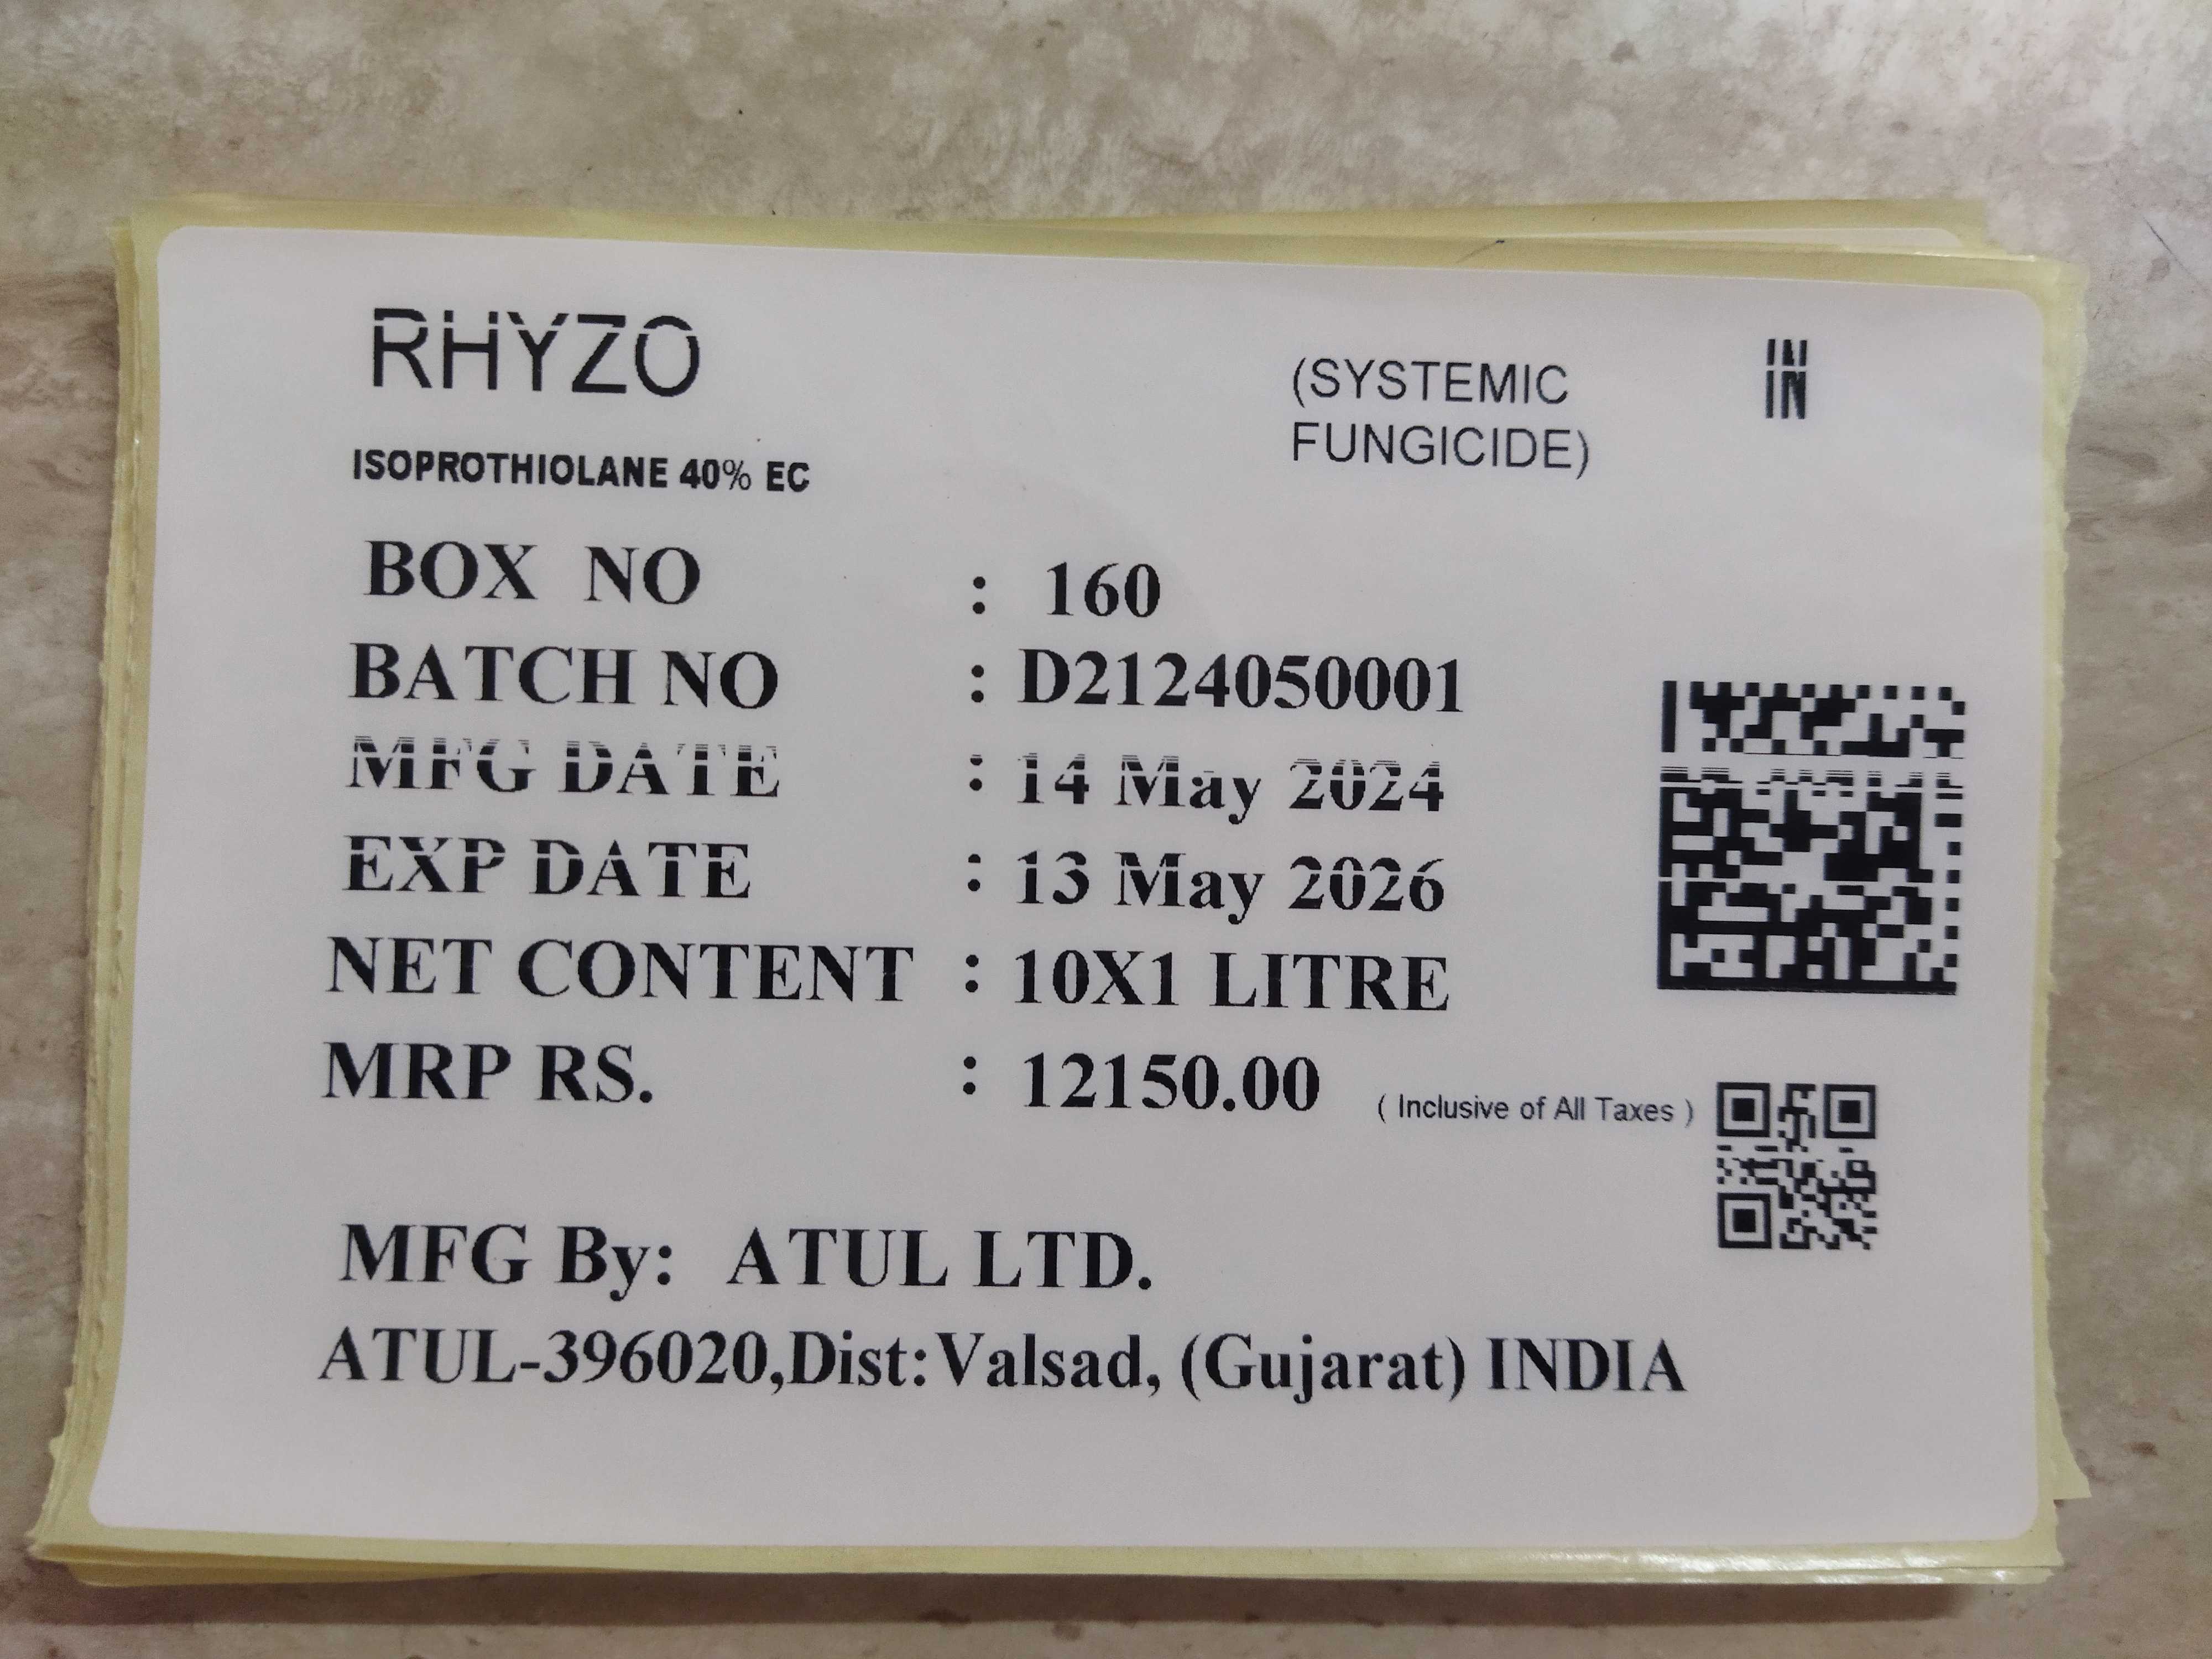 RHYZO
(SYSTEMIC
FUNGICIDE)
IN
ISOPROTHIOLANE 40% EC
BOX NO : 160
BATCH NO : D2124050001
MFG DATE : 14 May 2024
EXP DATE : 13 May 2026
NET CONTENT : 10X1 LITRE
MRP RS. : 12150.00 ( Inclusive of All Taxes )
MFG By: ATUL LTD.
ATUL-396020,Dist:Valsad, (Gujarat) INDIA